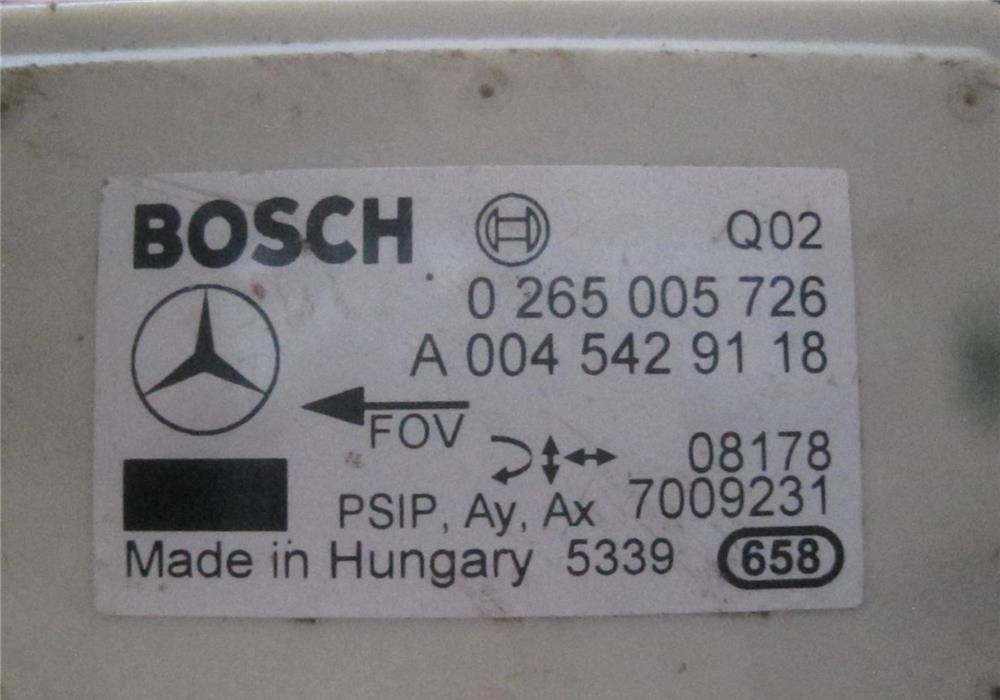 BOSCH Q02
0 265 005 726
A 004 542 91 18
FOV
08178
PSIP, Ay, Ax 7009231
Made in Hungary 5339 658